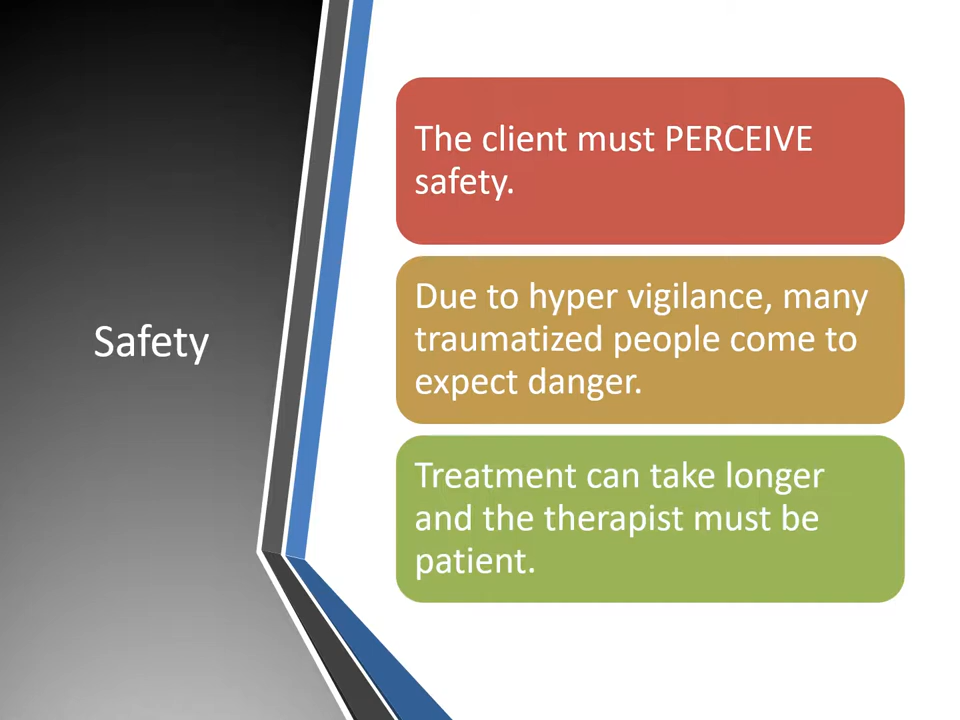 Safety
The client must PERCEIVE
safety.
Due to hyper vigilance, many
traumatized people come to
expect danger.
Treatment can take longer
and the therapist must be
patient.